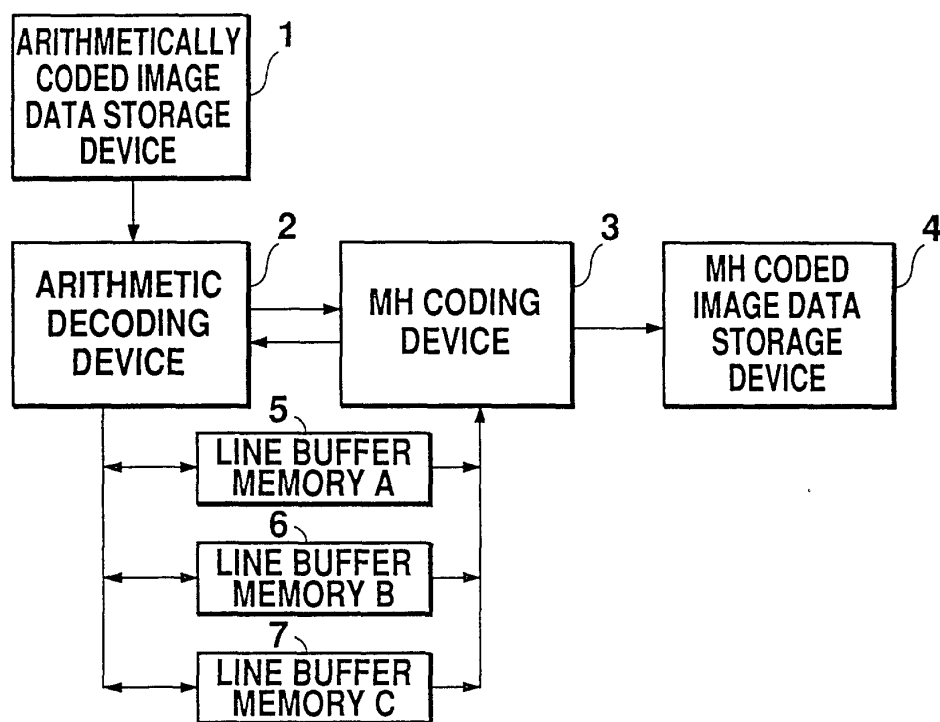 1
ARITHMETICALLY
CODED IMAGE
DATA STORAGE
DEVICE
2
ARITHMETIC
DECODING
DEVICE
3
MH CODING
DEVICE
4
MH CODED
IMAGE DATA
STORAGE
DEVICE
5
LINE BUFFER
MEMORY A
6
LINE BUFFER
MEMORY B
7
LINE BUFFER
MEMORY C